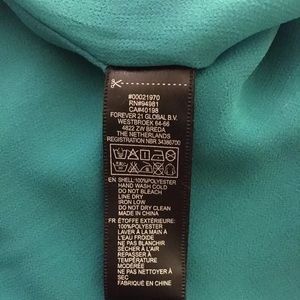 #00021970
RN#94981
CA#40198
FOREVER 21 GLOBAL B.V.
WESTBROEK 64-66
4822 ZW BREDA
THE NETHERLANDS
REGISTRATION NBR 34386700
EN :SHELL:100%POLYESTER
HAND WASH COLD
DO NOT BLEACH
LINE DRY
IRON LOW
DO NOT DRY CLEAN
MADE IN CHINA
FR :ÉTOFFE EXTÉRIEURE:
100%POLYESTER
LAVER À LA MAIN À
L'EAU FROIDE
NE PAS BLANCHIR
SÉCHER À L'AIR
REPASSER À
TEMPÉRATURE
MODÉRÉE
NE PAS NETTOYER À
SEC
FABRIQUÉ EN CHINE